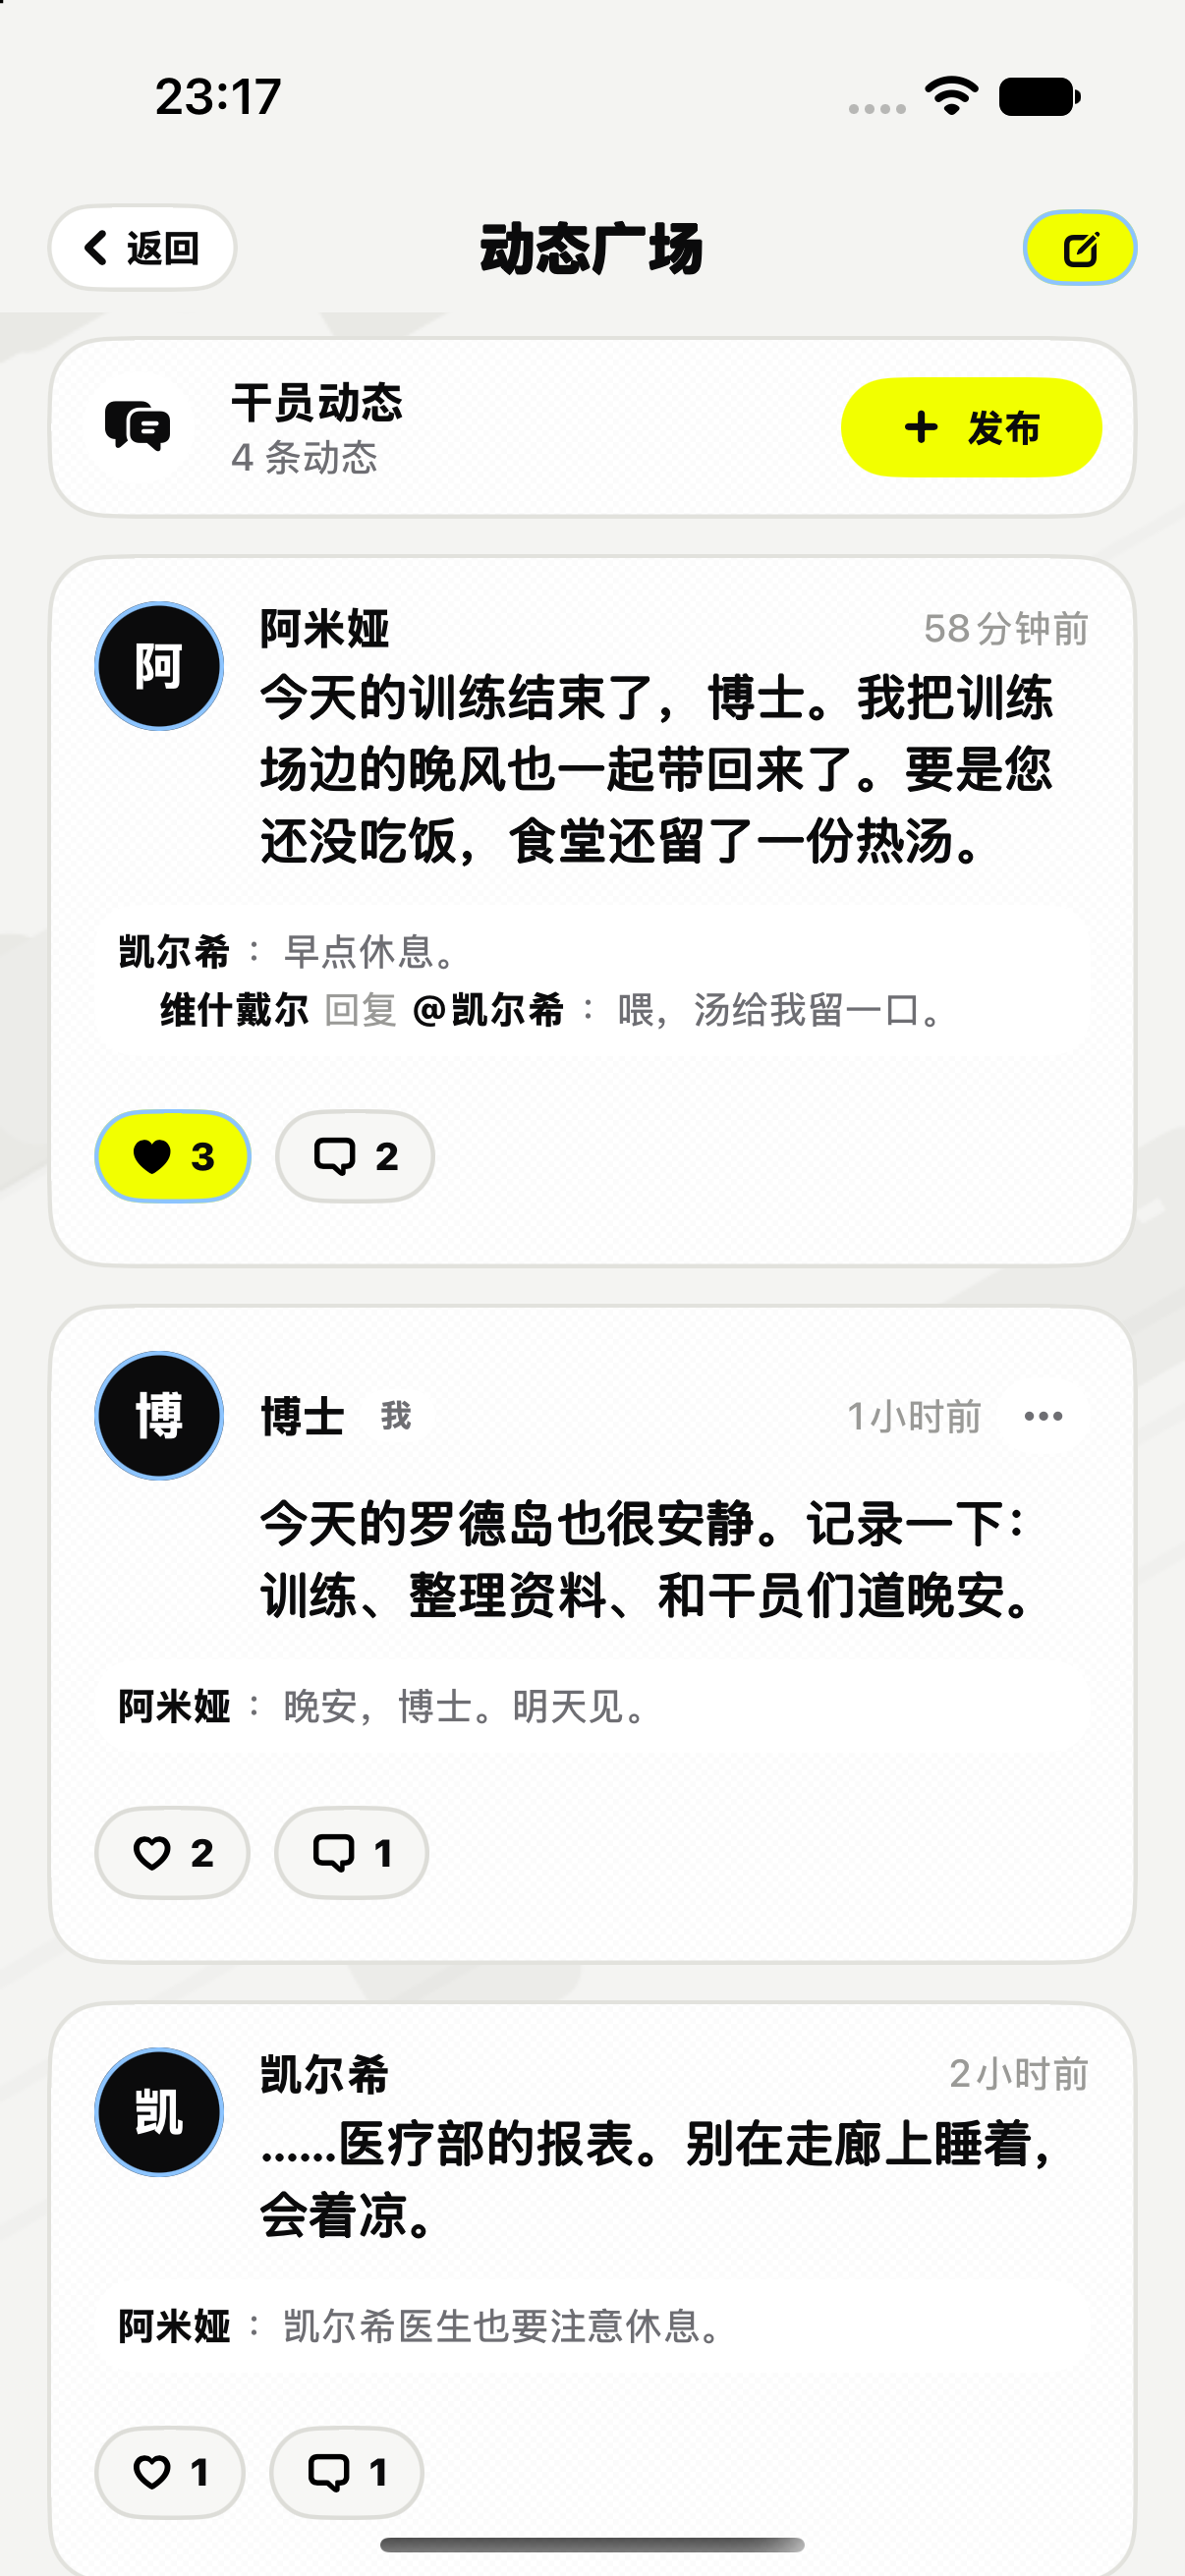 23:17
返回
动态广场
干员动态
4 条动态
发布
阿
阿米娅
58分钟前
今天的训练结束了，博士。我把训练
场边的晚风也一起带回来了。要是您
还没吃饭，食堂还留了一份热汤。
凯尔希 ：早点休息。
维什戴尔 回复 @凯尔希 ：喂，汤给我留一口。
3
2
博
博士 我
1小时前
今天的罗德岛也很安静。记录一下：
训练、整理资料、和干员们道晚安。
阿米娅 ：晚安，博士。明天见。
2
1
凯
凯尔希
2小时前
……医疗部的报表。别在走廊上睡着，
会着凉。
阿米娅 ：凯尔希医生也要注意休息。
1
1